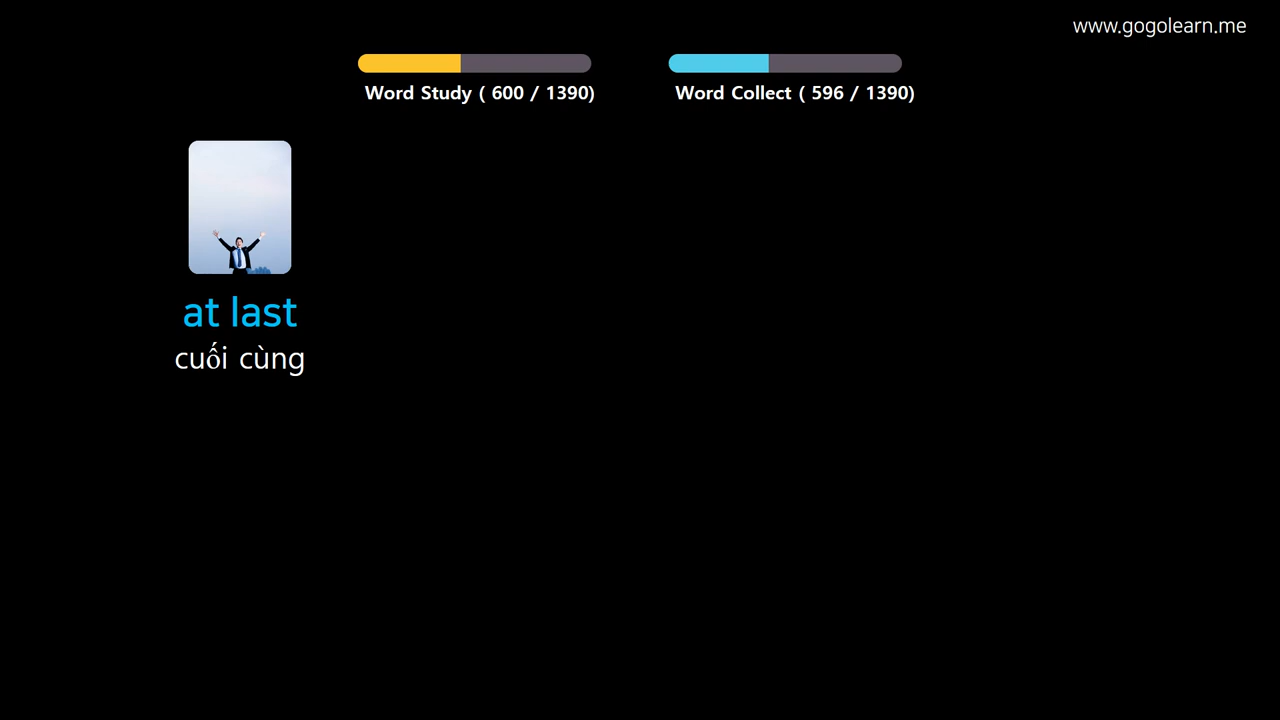 www.gogolearn.me
Word Study ( 600 / 1390)
Word Collect ( 596 / 1390)
at last
cuối cùng